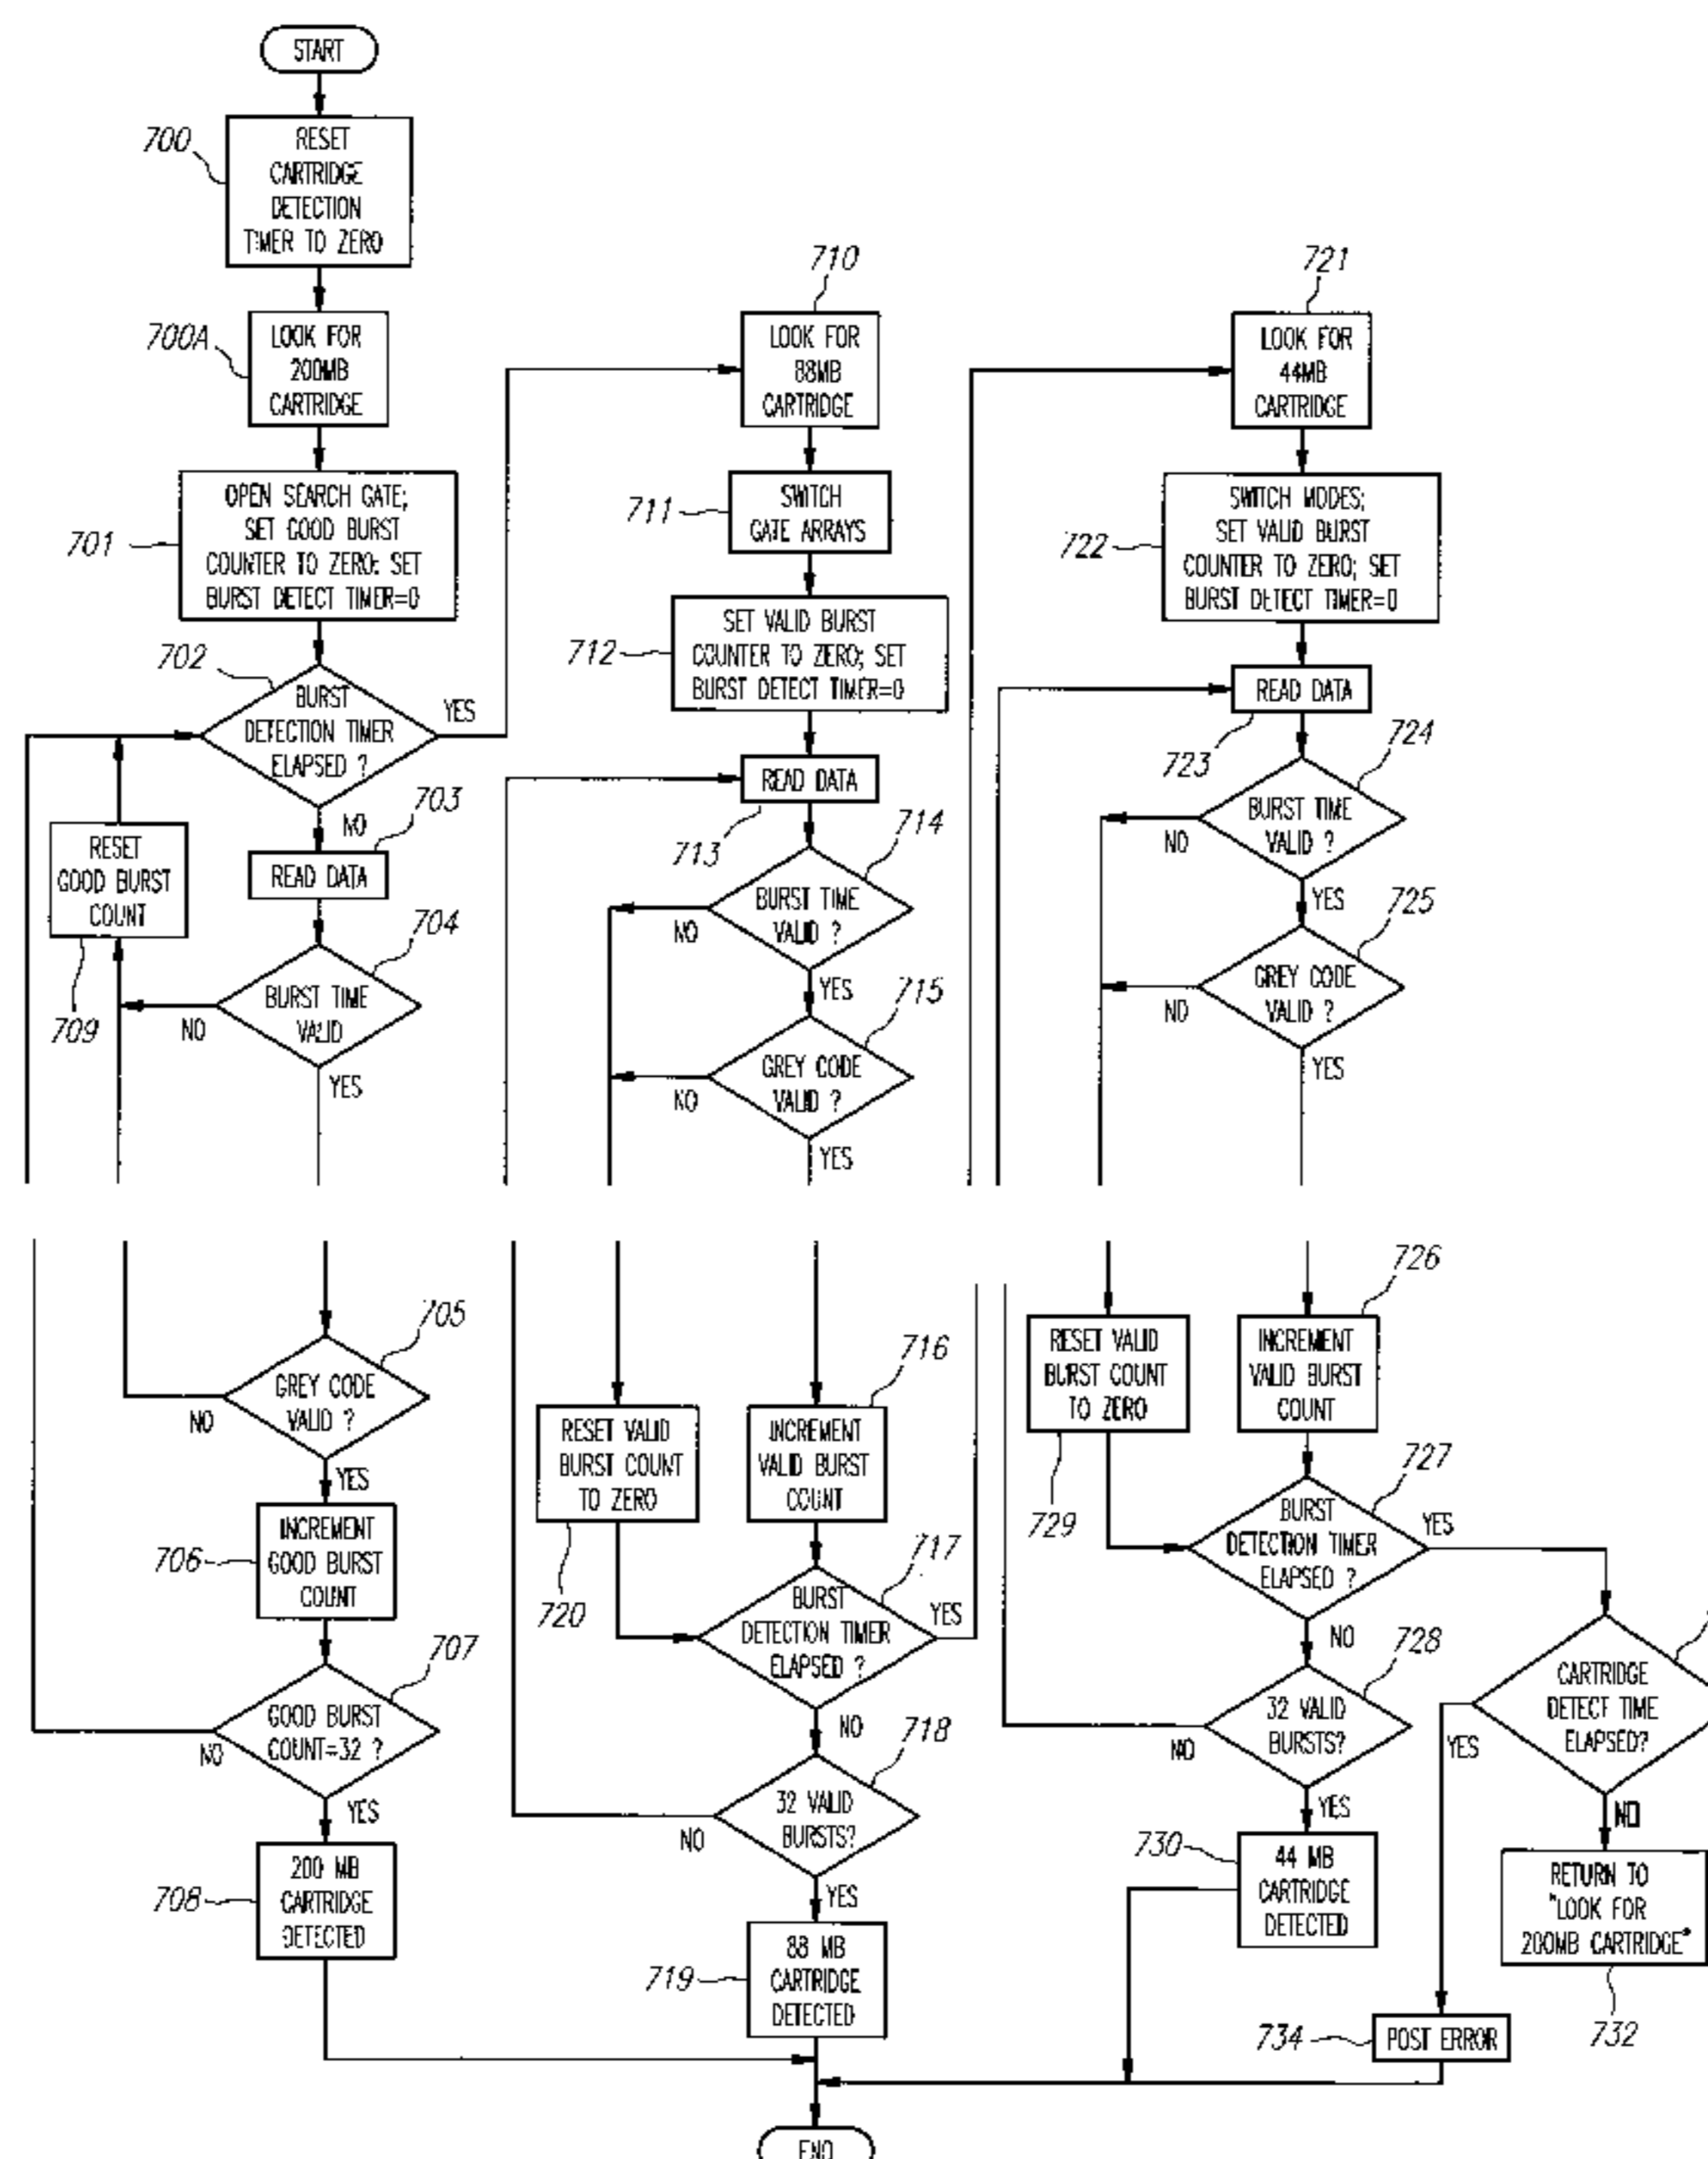 START
700
RESET
CARTRIDGE
DETECTION
TIMER TO ZERO
700A
LOOK FOR
200MB
CARTRIDGE
701
OPEN SEARCH GATE;
SET GOOD BURST
COUNTER TO ZERO; SET
BURST DETECT TIMER=0
702
BURST
DETECTION TIMER
ELAPSED ?
YES
NO
703
READ DATA
RESET
GOOD BURST
COUNT
709
704
BURST TIME
VALID
NO
YES
710
LOOK FOR
88MB
CARTRIDGE
711
SWITCH
GATE ARRAYS
712
SET VALID BURST
COUNTER TO ZERO; SET
BURST DETECT TIMER=0
READ DATA
713
714
BURST TIME
VALID ?
NO
YES
715
GREY CODE
VALID ?
NO
YES
721
LOOK FOR
44MB
CARTRIDGE
722
SWITCH MODES;
SET VALID BURST
COUNTER TO ZERO; SET
BURST DETECT TIMER=0
READ DATA
723
724
BURST TIME
VALID ?
NO
YES
725
GREY CODE
VALID ?
NO
YES
705
GREY CODE
VALID ?
NO
YES
706
INCREMENT
GOOD BURST
COUNT
707
GOOD BURST
COUNT=32 ?
NO
YES
708
200 MB
CARTRIDGE
DETECTED
716
RESET VALID
BURST COUNT
TO ZERO
720
INCREMENT
VALID BURST
COUNT
717
BURST
DETECTION TIMER
ELAPSED ?
YES
NO
718
32 VALID
BURSTS?
NO
YES
719
88 MB
CARTRIDGE
DETECTED
726
RESET VALID
BURST COUNT
TO ZERO
729
INCREMENT
VALID BURST
COUNT
727
BURST
DETECTION TIMER
ELAPSED ?
YES
NO
728
32 VALID
BURSTS?
NO
YES
730
44 MB
CARTRIDGE
DETECTED
CARTRIDGE
DETECT TIME
ELAPSED?
YES
NO
RETURN TO
"LOOK FOR
200MB CARTRIDGE"
732
734
POST ERROR
END